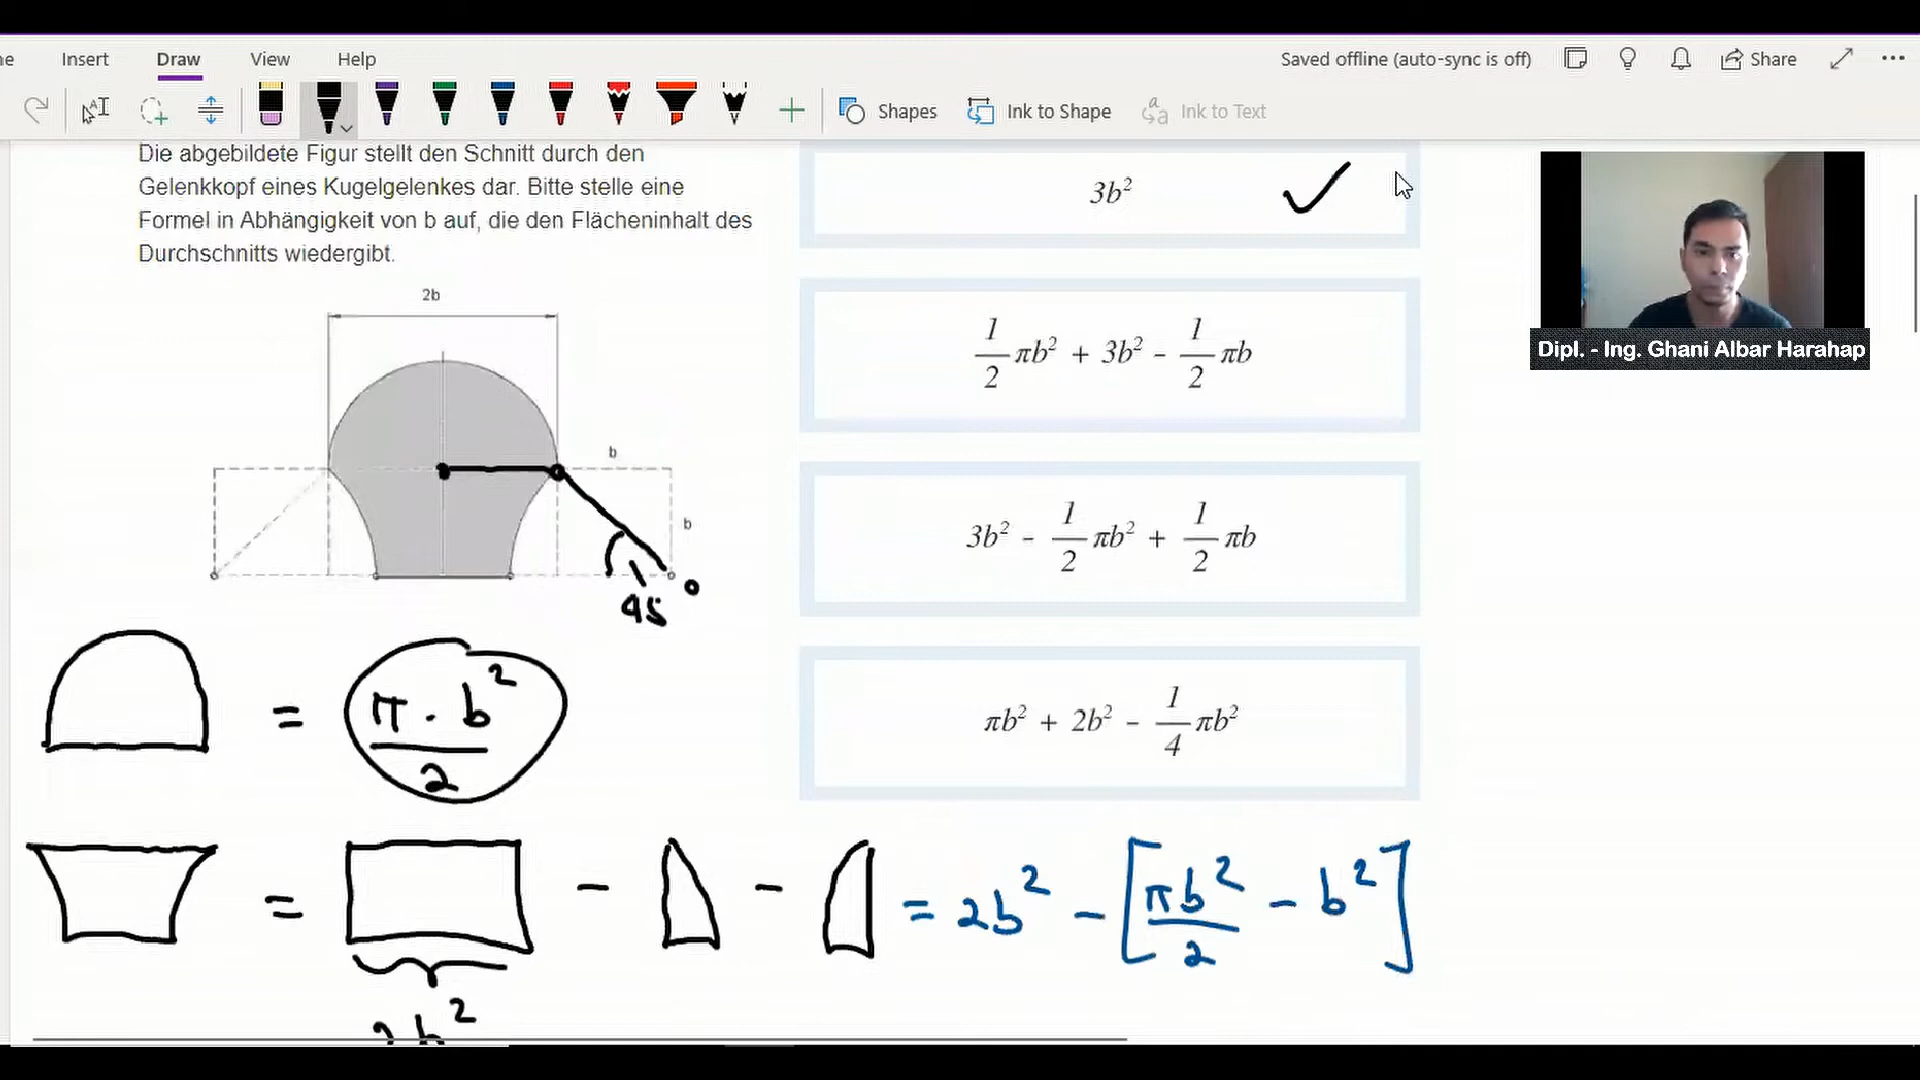 e Insert Draw View Help Saved offline (auto-sync is off) Share
Shapes Ink to Shape Ink to Text
Die abgebildete Figur stellt den Schnitt durch den
Gelenkkopf eines Kugelgelenkes dar. Bitte stelle eine
Formel in Abhängigkeit von b auf, die den Flächeninhalt des
Durchschnitts wiedergibt.
2b
b
b
45
3b²
1/2 πb² + 3b² - 1/2 πb
3b² - 1/2 πb² + 1/2 πb
πb² + 2b² - 1/4 πb²
Dipl. - Ing. Ghani Albar Harahap
= π · b² / 2
= - - = 2b² - [πb²/2 - b²]
2b²